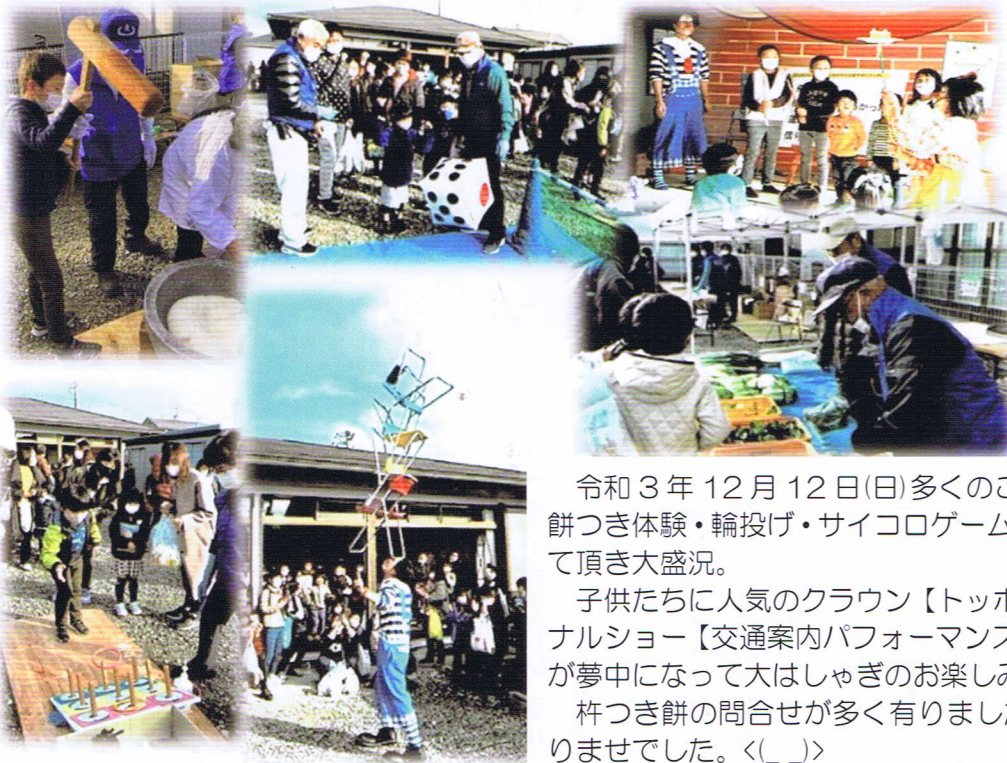 令和３年 12 月 12 日(日)多くのご
餅つき体験・輪投げ・サイコロゲーム
て頂き大盛況。
子供たちに人気のクラウン【トッポ
ナルショー【交通案内パフォーマンス
が夢中になって大はしゃぎのお楽しみ
杵つき餅の問合せが多く有りました
りませでした。<(_ _)>